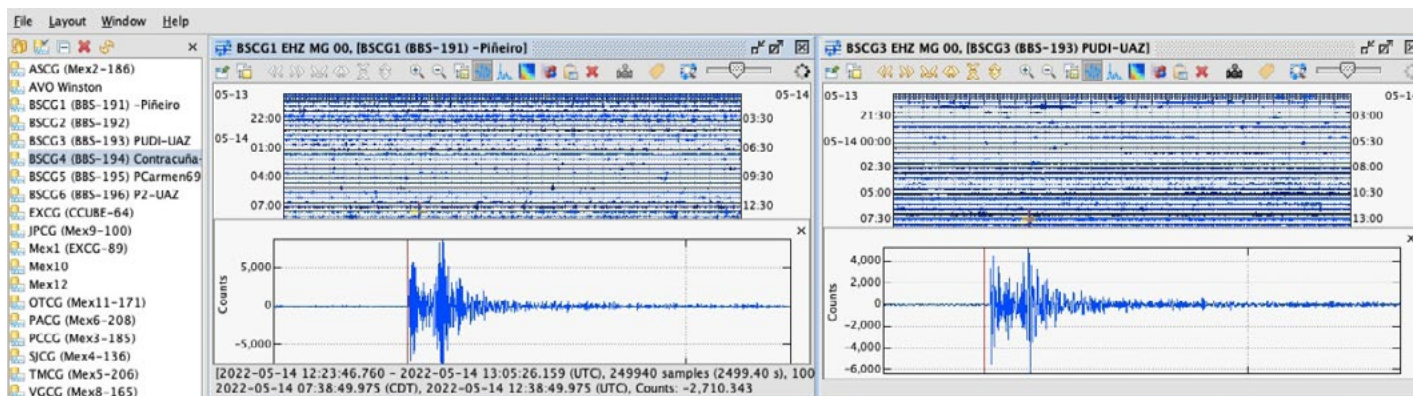 File Layout Window Help
ASCG (Mex2-186)
AVO Winston
BSCG1 (BBS-191) -Piñeiro
BSCG2 (BBS-192)
BSCG3 (BBS-193) PUDI-UAZ
BSCG4 (BBS-194) Contracuña-
BSCG5 (BBS-195) PCarmen69
BSCG6 (BBS-196) P2-UAZ
EXCG (CCUBE-64)
JPCG (Mex9-100)
Mex1 (EXCG-89)
Mex10
Mex12
OTCG (Mex11-171)
PACG (Mex6-208)
PCCG (Mex3-185)
SJCG (Mex4-136)
TMCG (Mex5-206)
VGCG (Mex8-165)
BSCG1 EHZ MG 00, [BSCG1 (BBS-191) -Piñeiro]
05-13 05-14
22:00 03:30
05-14
01:00 06:30
04:00 09:30
07:00 12:30
Counts
5,000
0
-5,000
[2022-05-14 12:23:46.760 - 2022-05-14 13:05:26.159 (UTC), 249940 samples (2499.40 s), 100
2022-05-14 07:38:49.975 (CDT), 2022-05-14 12:38:49.975 (UTC), Counts: -2,710.343
BSCG3 EHZ MG 00, [BSCG3 (BBS-193) PUDI-UAZ]
05-13 05-14
21:30 03:00
05-14 00:00 05:30
02:30 08:00
05:00 10:30
07:30 13:00
Counts
4,000
2,000
0
-2,000
-4,000
-6,000